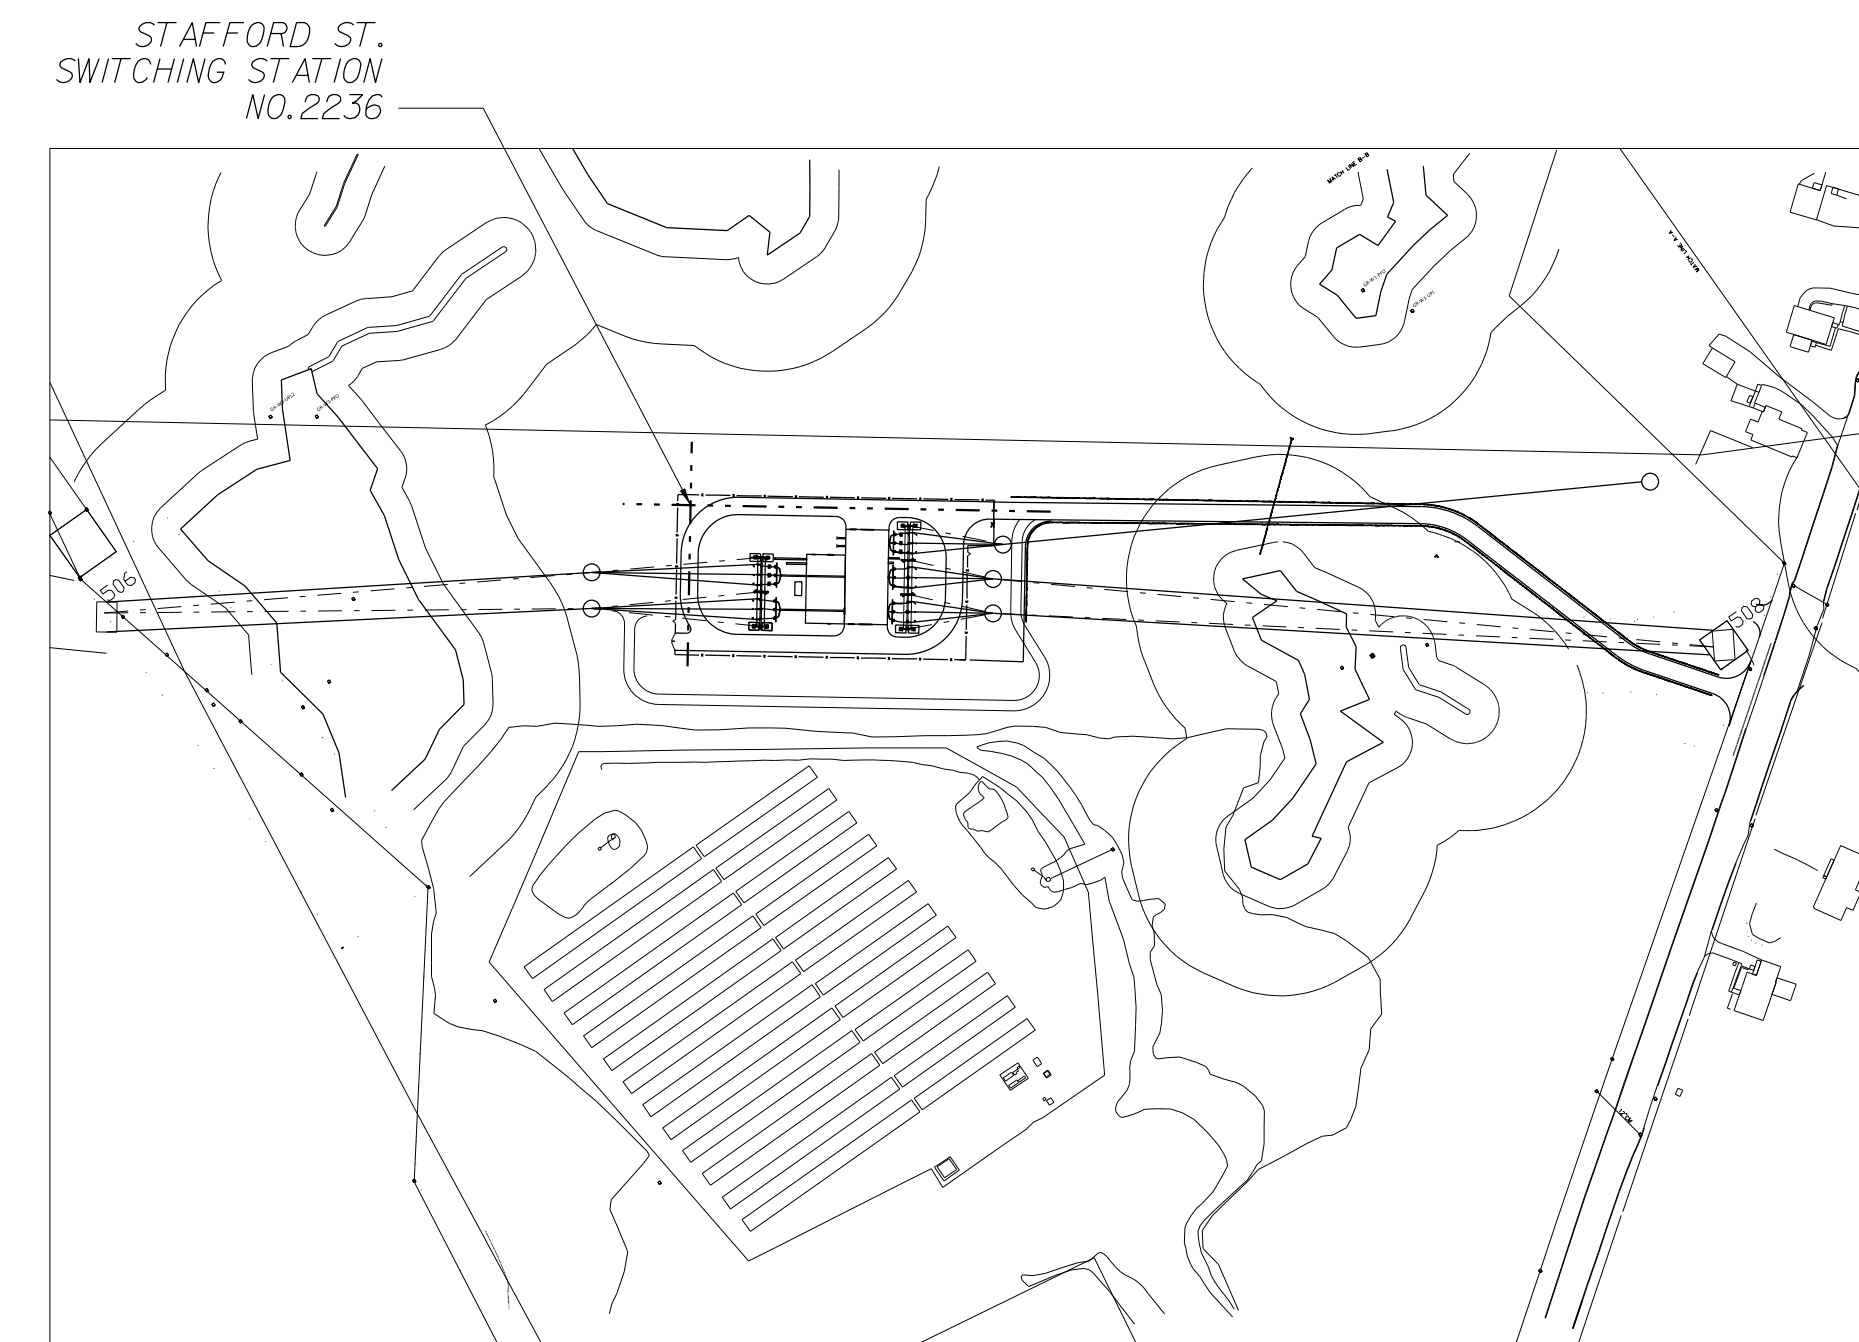 STAFFORD ST.
SWITCHING STATION
NO.2236
MATCH LINE B-B
MATCH LINE A-A
506
508